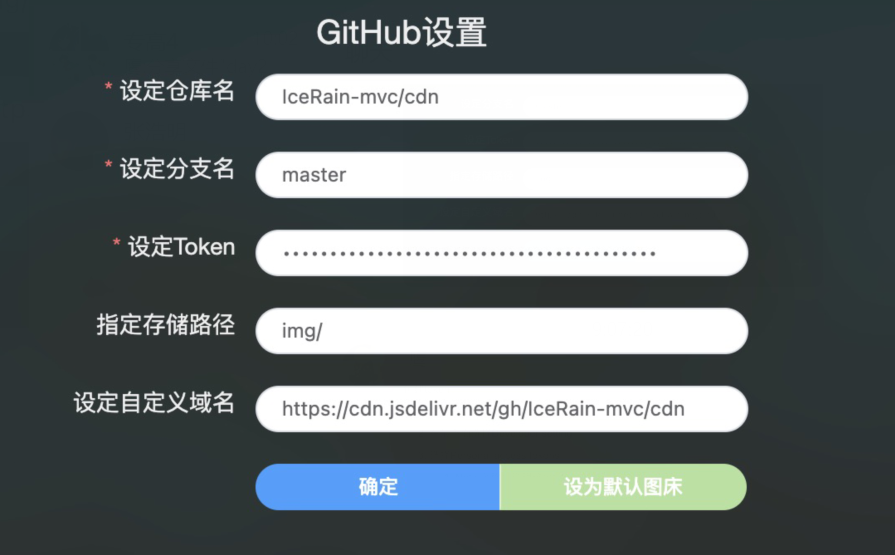 GitHub设置
* 设定仓库名
IceRain-mvc/cdn
* 设定分支名
master
* 设定Token
••••••••••••••••••••••••••••••••••••••••
指定存储路径
img/
设定自定义域名
https://cdn.jsdelivr.net/gh/IceRain-mvc/cdn
确定
设为默认图床